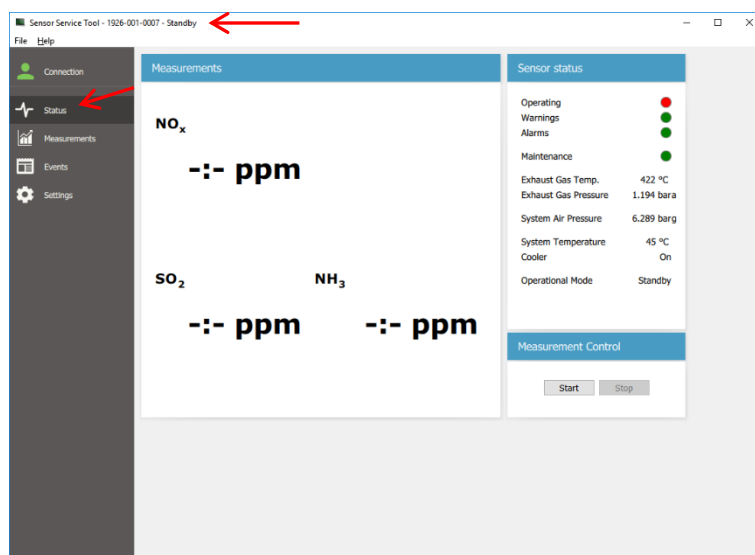 Sensor Service Tool - 1926-001-0007 - Standby
File Help
Connection
Status
Measurements
Events
Settings
Measurements
NOx
-:- ppm
SO2 NH3
-:- ppm -:- ppm
Sensor status
Operating
Warnings
Alarms
Maintenance
Exhaust Gas Temp. 422 °C
Exhaust Gas Pressure 1.194 bara
System Air Pressure 6.289 barg
System Temperature 45 °C
Cooler On
Operational Mode Standby
Measurement Control
Start Stop